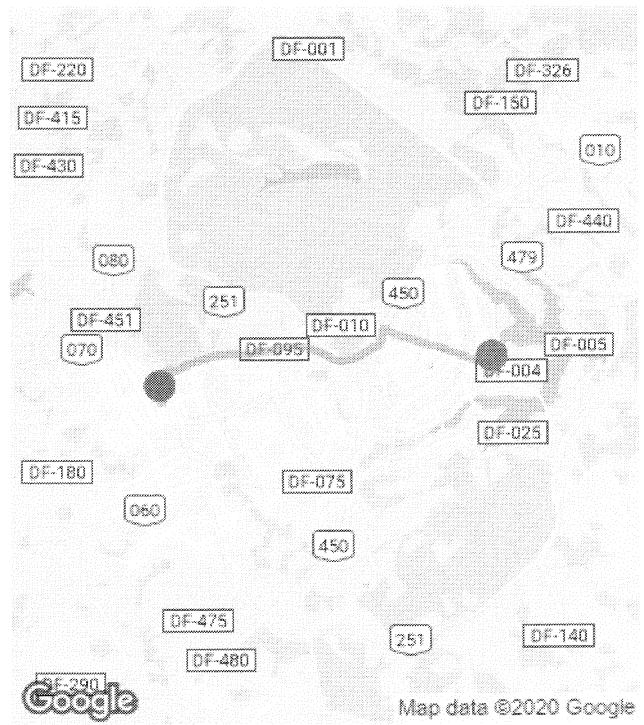 DF-001
DF-220
DF-326
DF-150
DF-415
010
DF-430
DF-440
479
080
450
251
DF-451
DF-010
DF-005
070
DF-095
DF-004
DF-025
DF-180
DF-075
060
450
DF-475
251
DF-140
DF-480
DF-290
Google
Map data ©2020 Google